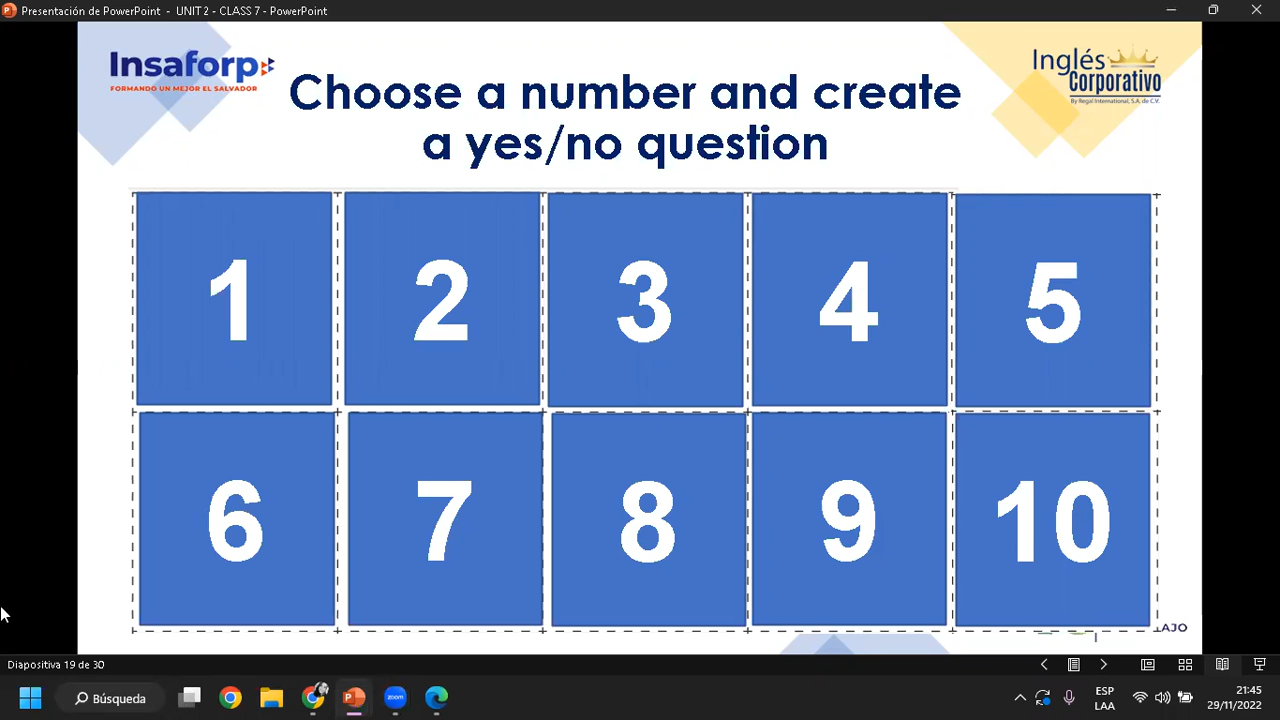 Presentación de PowerPoint - UNIT 2 - CLASS 7 - PowerPoint
Insaforp
FORMANDO UN MEJOR EL SALVADOR
Inglés
Corporativo
By Regal International, S.A. de C.V.
Choose a number and create
a yes/no question
1 2 3 4 5
6 7 8 9 10
AJO
Diapositiva 19 de 30
Búsqueda
zoom
ESP
LAA
21:45
29/11/2022